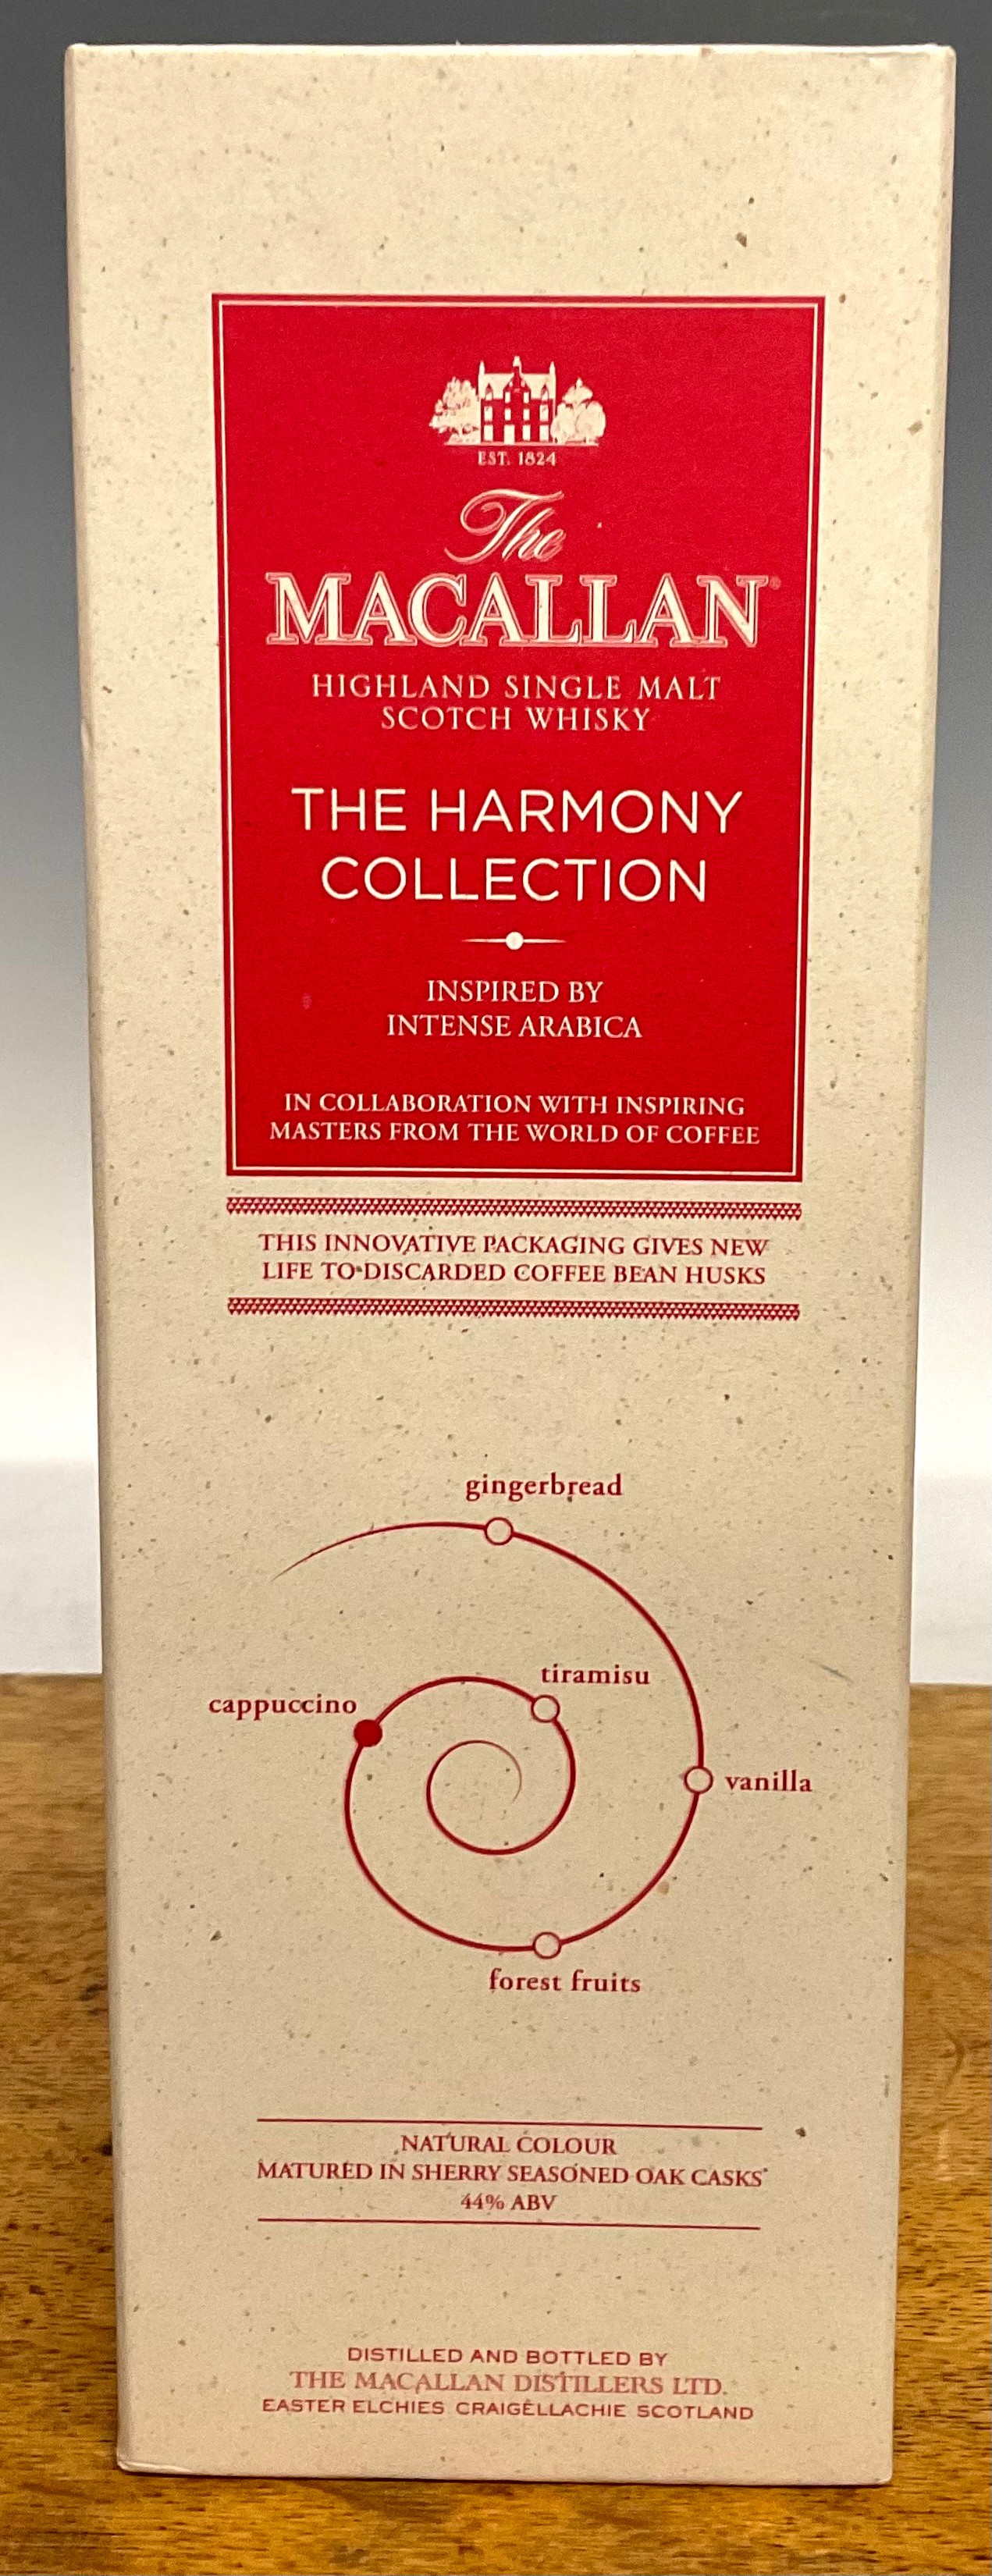 EST. 1824
The
MACALLAN®
HIGHLAND SINGLE MALT
SCOTCH WHISKY
THE HARMONY
COLLECTION
INSPIRED BY
INTENSE ARABICA
IN COLLABORATION WITH INSPIRING
MASTERS FROM THE WORLD OF COFFEE
THIS INNOVATIVE PACKAGING GIVES NEW
LIFE TO DISCARDED COFFEE BEAN HUSKS
gingerbread
tiramisu
cappuccino
vanilla
forest fruits
NATURAL COLOUR
MATURED IN SHERRY SEASONED OAK CASKS
44% ABV
DISTILLED AND BOTTLED BY
THE MACALLAN DISTILLERS LTD.
EASTER ELCHIES CRAIGELLACHIE SCOTLAND